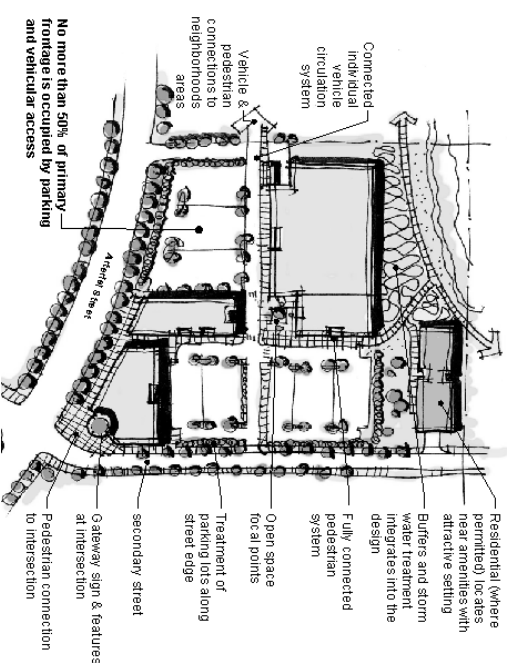 Connected
individual
vehicle
circulation
system
Vehicle &
pedestrian
connections to
neighborhoods
areas
No more than 50% of primary
frontage is occupied by parking
and vehicular access
Arterial Street
Residential (where
permitted) locates
near amenities with
attractive setting
Buffers and storm
water treatment
integrates into the
design
Fully connected
pedestrian
system
Open space
focal points
Treatment of
parking lots along
street edge
secondary street
Gateway sign & features
at intersection
Pedestrian connection
to intersection